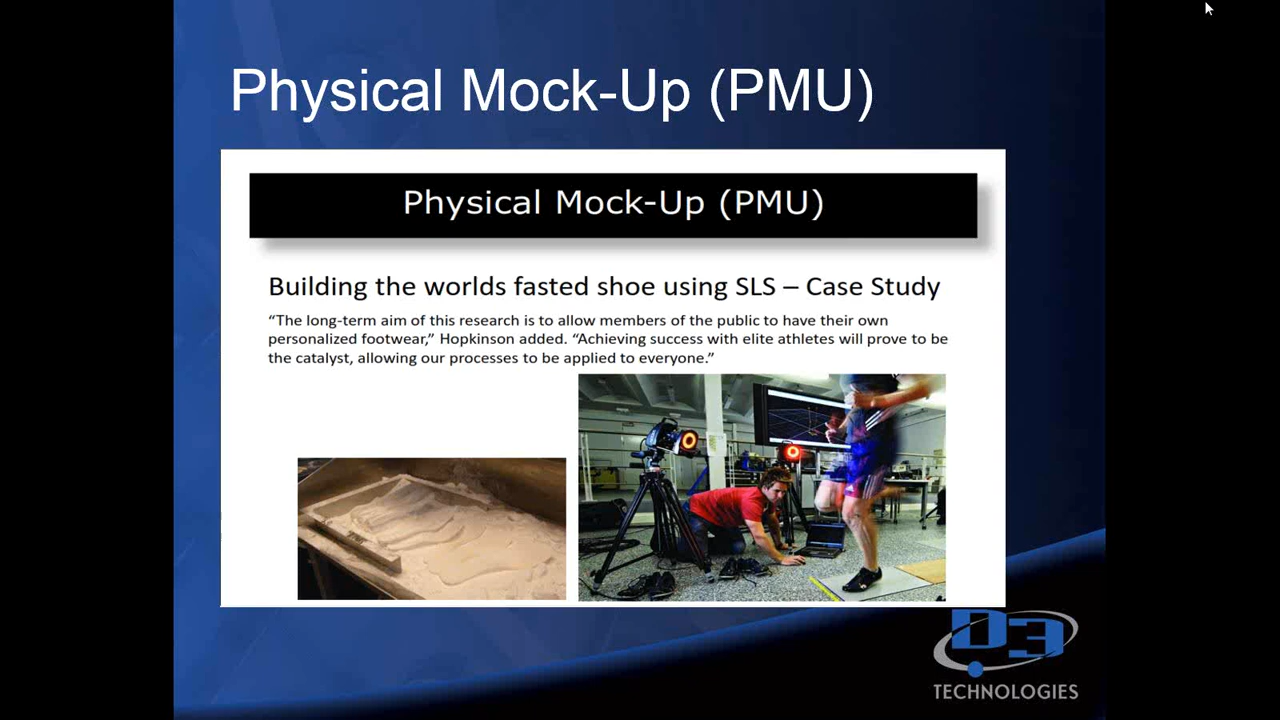 Physical Mock-Up (PMU)
Physical Mock-Up (PMU)
Building the worlds fasted shoe using SLS – Case Study
“The long-term aim of this research is to allow members of the public to have their own
personalized footwear,” Hopkinson added. “Achieving success with elite athletes will prove to be
the catalyst, allowing our processes to be applied to everyone.”
D3
TECHNOLOGIES